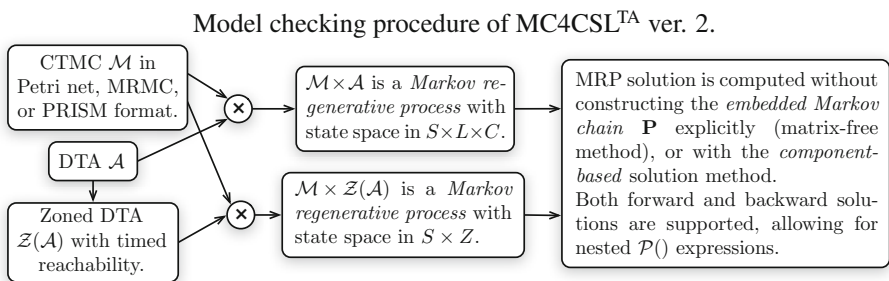 Model checking procedure of MC4CSL^TA ver. 2.
CTMC ℳ in
Petri net, MRMC,
or PRISM format.
DTA 𝒜
Zoned DTA
𝒵(𝒜) with timed
reachability.
×
×
ℳ×𝒜 is a Markov re-
generative process with
state space in S×L×C.
ℳ × 𝒵(𝒜) is a Markov
regenerative process with
state space in S × Z.
MRP solution is computed without
constructing the embedded Markov
chain P explicitly (matrix-free
method), or with the component-
based solution method.
Both forward and backward solu-
tions are supported, allowing for
nested 𝒫() expressions.